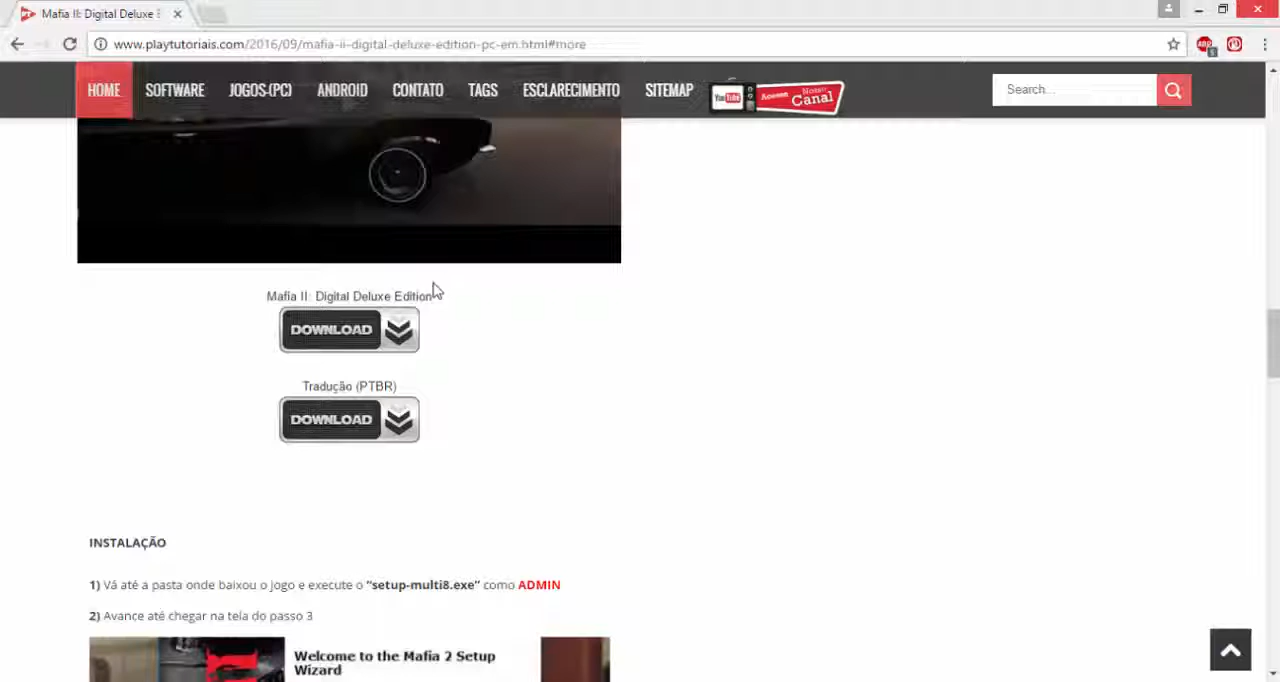 Mafia II: Digital Deluxe E
www.playtutoriais.com/2016/09/mafia-ii-digital-deluxe-edition-pc-em.html#more
HOME SOFTWARE JOGOS-(PC) ANDROID CONTATO TAGS ESCLARECIMENTO SITEMAP
YouTube Acesse Nosso Canal
Search...
Mafia II: Digital Deluxe Edition
DOWNLOAD
Tradução (PTBR)
DOWNLOAD
INSTALAÇÃO
1) Vá até a pasta onde baixou o jogo e execute o “setup-multi8.exe” como ADMIN
2) Avance até chegar na tela do passo 3
Welcome to the Mafia 2 Setup
Wizard